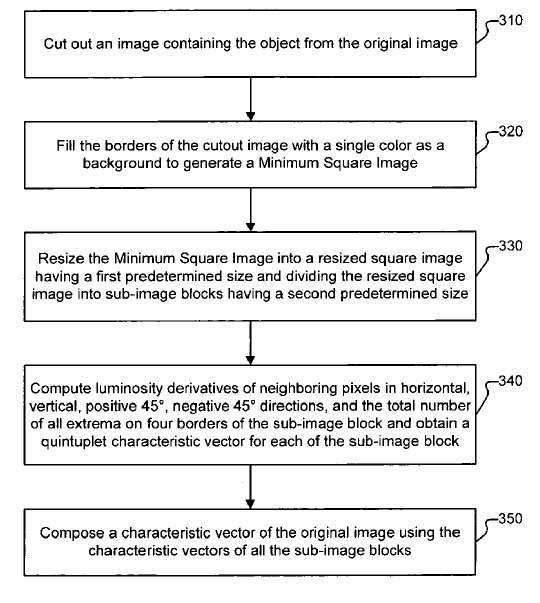 310
Cut out an image containing the object from the original image
320
Fill the borders of the cutout image with a single color as a
background to generate a Minimum Square Image
330
Resize the Minimum Square Image into a resized square image
having a first predetermined size and dividing the resized square
image into sub-image blocks having a second predetermined size
340
Compute luminosity derivatives of neighboring pixels in horizontal,
vertical, positive 45°, negative 45° directions, and the total number
of all extrema on four borders of the sub-image block and obtain a
quintuplet characteristic vector for each of the sub-image block
350
Compose a characteristic vector of the original image using the
characteristic vectors of all the sub-image blocks